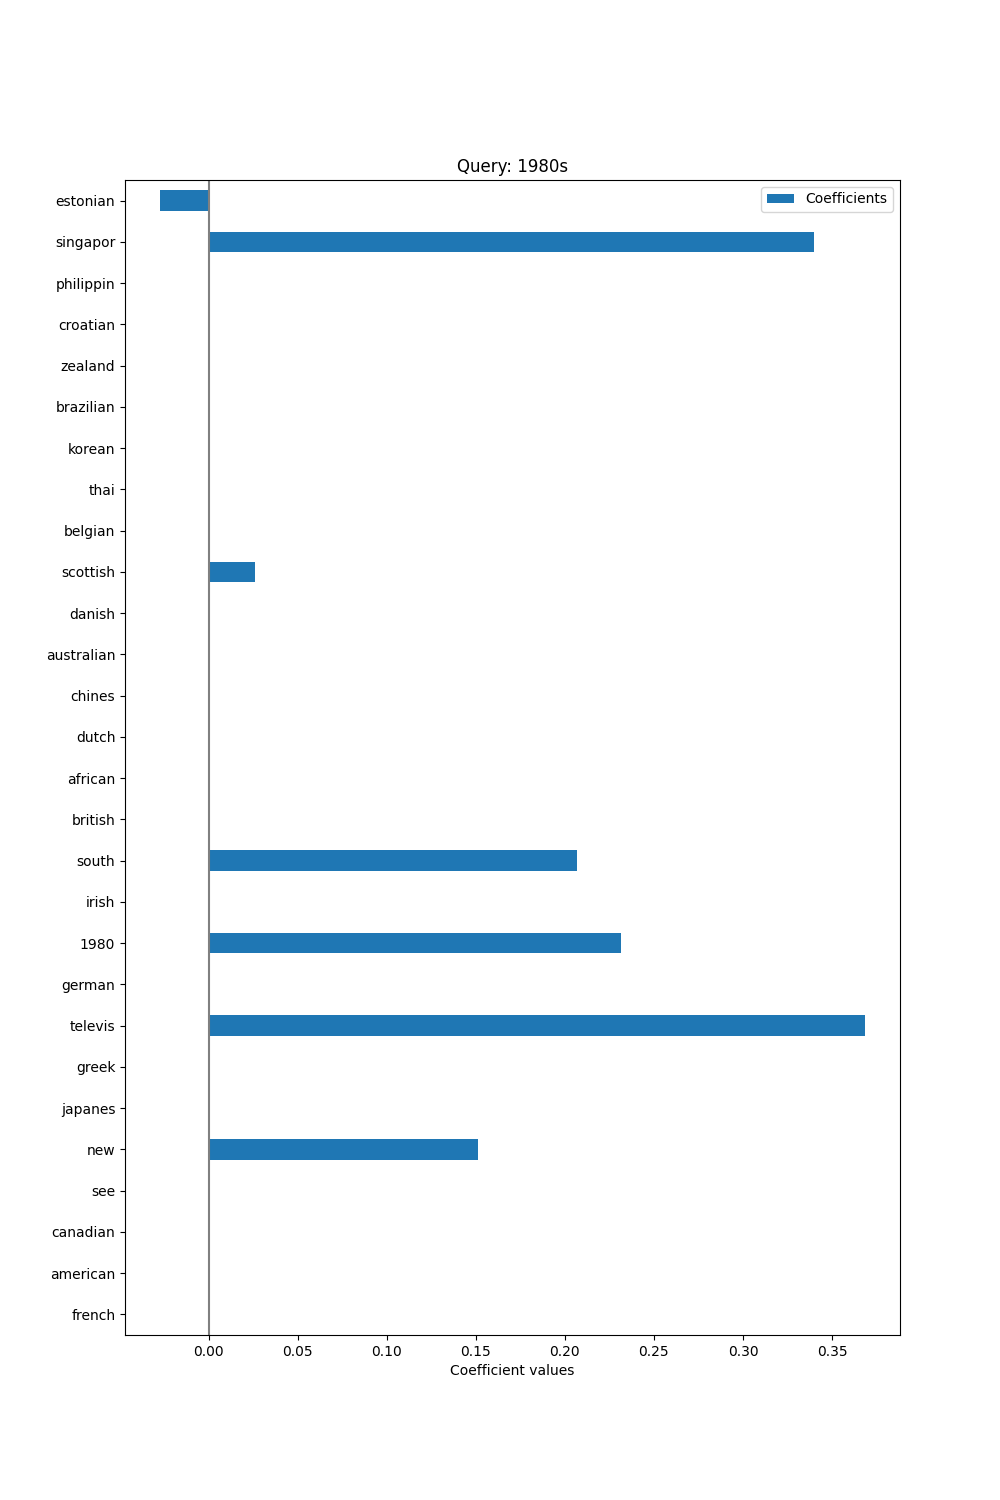 Query: 1980s
Coefficients
estonian
singapor
philippin
croatian
zealand
brazilian
korean
thai
belgian
scottish
danish
australian
chines
dutch
african
british
south
irish
1980
german
televis
greek
japanes
new
see
canadian
american
french
0.00 0.05 0.10 0.15 0.20 0.25 0.30 0.35
Coefficient values